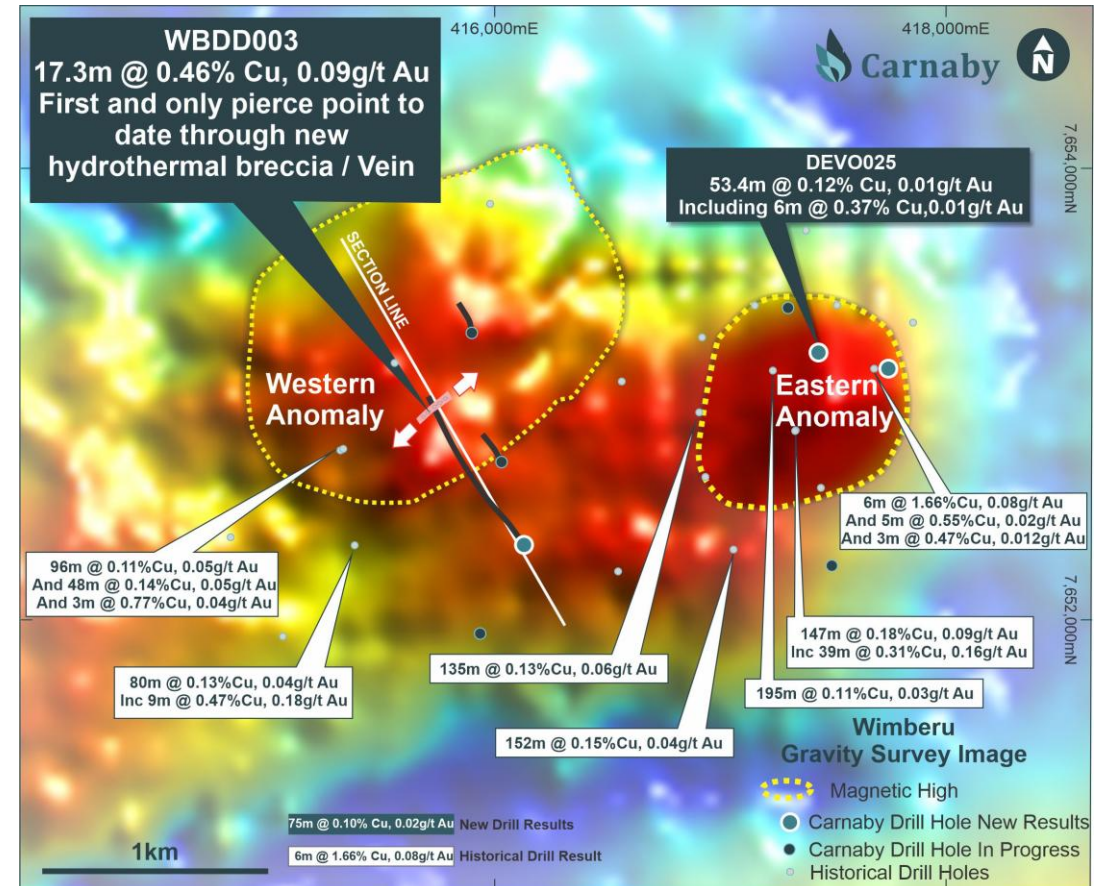 416,000mE
418,000mE
WBDD003
17.3m @ 0.46% Cu, 0.09g/t Au
First and only pierce point to
date through new
hydrothermal breccia / Vein
Carnaby
N
7,654,000mN
DEVO025
53.4m @ 0.12% Cu, 0.01g/t Au
Including 6m @ 0.37% Cu,0.01g/t Au
SECTION LINE
Western
Anomaly
Eastern
Anomaly
6m @ 1.66%Cu, 0.08g/t Au
And 5m @ 0.55%Cu, 0.02g/t Au
And 3m @ 0.47%Cu, 0.012g/t Au
96m @ 0.11%Cu, 0.05g/t Au
And 48m @ 0.14%Cu, 0.05g/t Au
And 3m @ 0.77%Cu, 0.04g/t Au
7,652,000mN
147m @ 0.18%Cu, 0.09g/t Au
Inc 39m @ 0.31%Cu, 0.16g/t Au
80m @ 0.13%Cu, 0.04g/t Au
Inc 9m @ 0.47%Cu, 0.18g/t Au
135m @ 0.13%Cu, 0.06g/t Au
195m @ 0.11%Cu, 0.03g/t Au
152m @ 0.15%Cu, 0.04g/t Au
Wimberu
Gravity Survey Image
Magnetic High
Carnaby Drill Hole New Results
Carnaby Drill Hole In Progress
Historical Drill Holes
75m @ 0.10% Cu, 0.02g/t Au New Drill Results
6m @ 1.66% Cu, 0.08g/t Au Historical Drill Result
1km